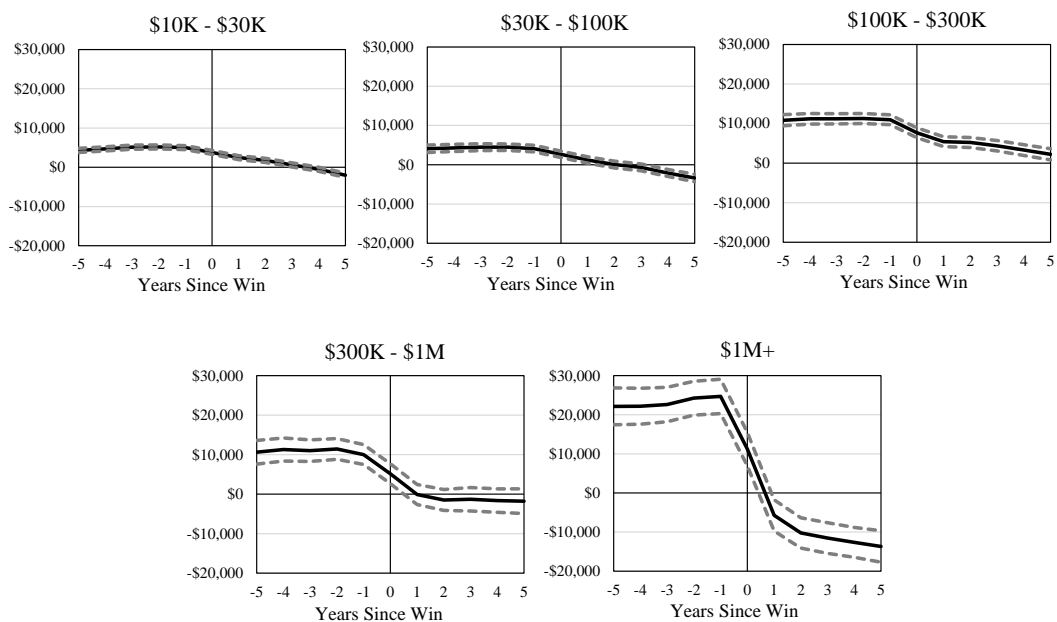 $10K - $30K
$30,000
$20,000
$10,000
$0
-$10,000
-$20,000
-5 -4 -3 -2 -1 0 1 2 3 4 5
Years Since Win
$30K - $100K
$30,000
$20,000
$10,000
$0
-$10,000
-$20,000
-5 -4 -3 -2 -1 0 1 2 3 4 5
Years Since Win
$100K - $300K
$30,000
$20,000
$10,000
$0
-$10,000
-$20,000
-5 -4 -3 -2 -1 0 1 2 3 4 5
Years Since Win
$300K - $1M
$30,000
$20,000
$10,000
$0
-$10,000
-$20,000
-5 -4 -3 -2 -1 0 1 2 3 4 5
Years Since Win
$1M+
$30,000
$20,000
$10,000
$0
-$10,000
-$20,000
-5 -4 -3 -2 -1 0 1 2 3 4 5
Years Since Win